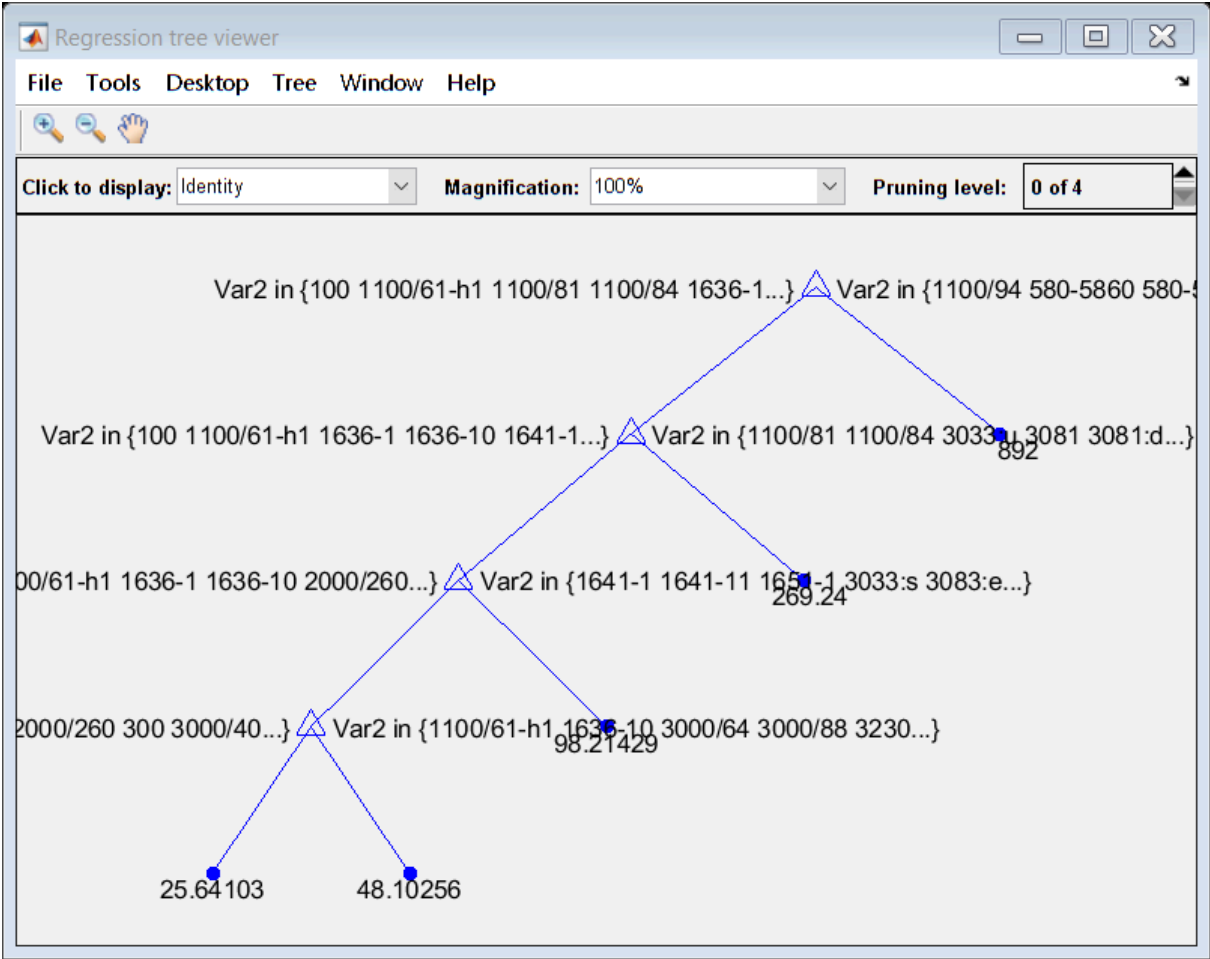 Regression tree viewer
File Tools Desktop Tree Window Help
Click to display: Identity Magnification: 100% Pruning level: 0 of 4
Var2 in {100 1100/61-h1 1100/81 1100/84 1636-1...} Var2 in {1100/94 580-5860 580-
Var2 in {100 1100/61-h1 1636-1 1636-10 1641-1...} Var2 in {1100/81 1100/84 3033:u 3081 3081:d...}
892
00/61-h1 1636-1 1636-10 2000/260...} Var2 in {1641-1 1641-11 1654-1 3033:s 3083:e...}
269.24
2000/260 300 3000/40...} Var2 in {1100/61-h1 1636-10 3000/64 3000/88 3230...}
98.21429
25.64103 48.10256